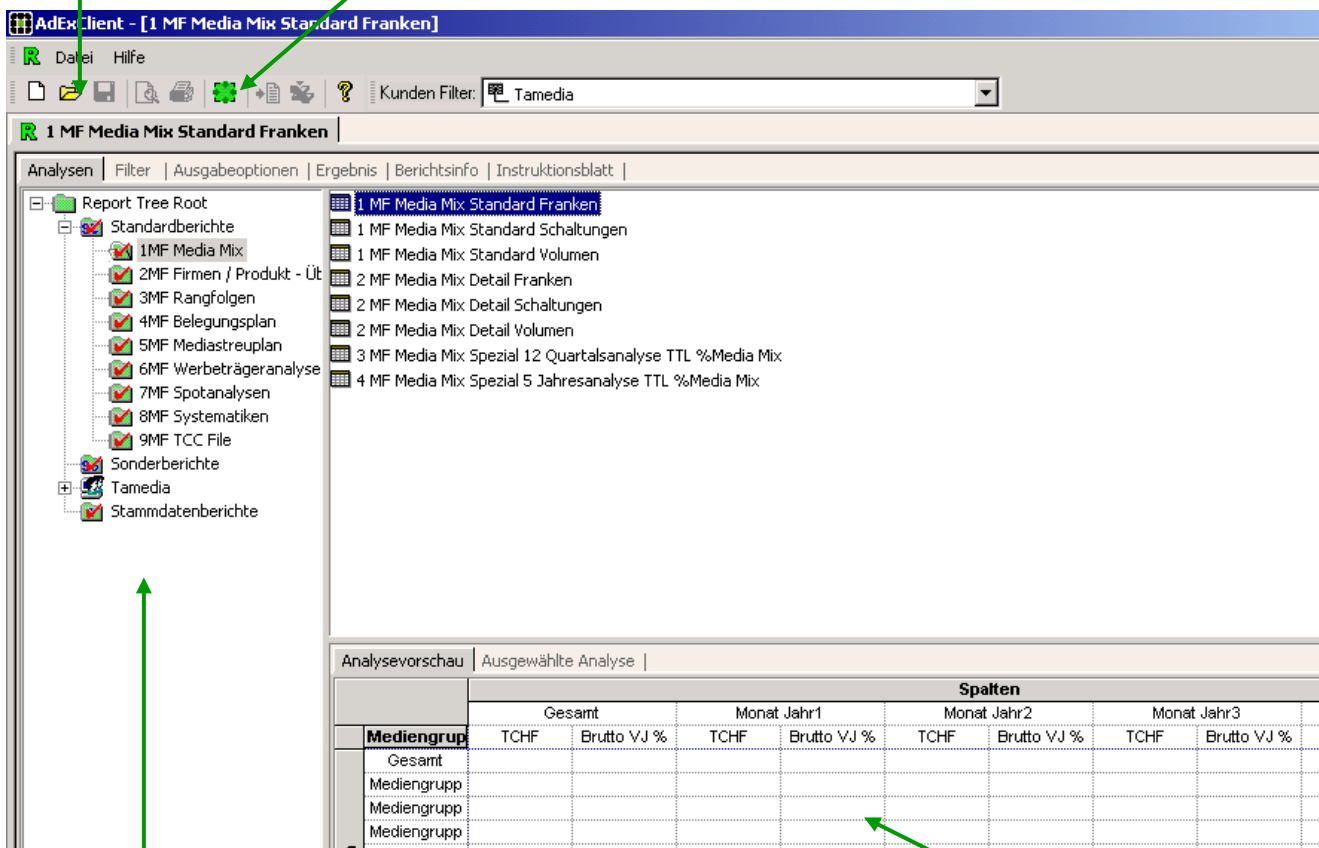 AdExClient - [1 MF Media Mix Standard Franken]
Datei Hilfe
Kunden Filter: Tamedia
1 MF Media Mix Standard Franken
Analysen Filter Ausgabeoptionen Ergebnis Berichtsinfo Instruktionsblatt
Report Tree Root
Standardberichte
1MF Media Mix
2MF Firmen / Produkt - Üt
3MF Rangfolgen
4MF Belegungsplan
5MF Mediastreuplan
6MF Werbeträgeranalyse
7MF Spotanalysen
8MF Systematiken
9MF TCC File
Sonderberichte
Tamedia
Stammdatenberichte
1 MF Media Mix Standard Franken
1 MF Media Mix Standard Schaltungen
1 MF Media Mix Standard Volumen
2 MF Media Mix Detail Franken
2 MF Media Mix Detail Schaltungen
2 MF Media Mix Detail Volumen
3 MF Media Mix Spezial 12 Quartalsanalyse TTL %Media Mix
4 MF Media Mix Spezial 5 Jahresanalyse TTL %Media Mix
Analysevorschau Ausgewählte Analyse
Spalten
Gesamt Monat Jahr1 Monat Jahr2 Monat Jahr3
Mediengrup TCHF Brutto VJ % TCHF Brutto VJ % TCHF Brutto VJ % TCHF Brutto VJ %
Gesamt
Mediengrupp
Mediengrupp
Mediengrupp